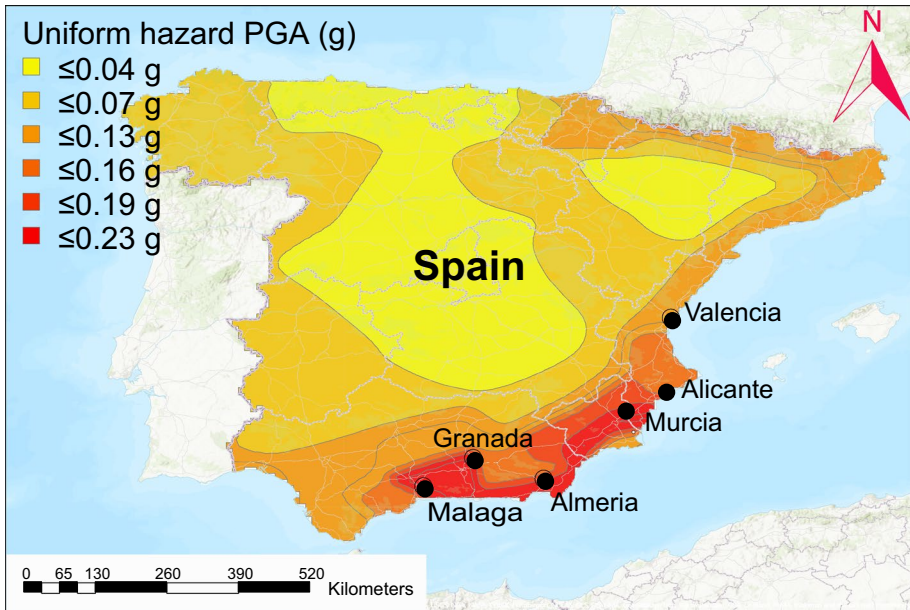 Uniform hazard PGA (g)
≤0.04 g
≤0.07 g
≤0.13 g
≤0.16 g
≤0.19 g
≤0.23 g
N
Spain
Valencia
Alicante
Murcia
Granada
Almeria
Malaga
0 65 130 260 390 520
Kilometers